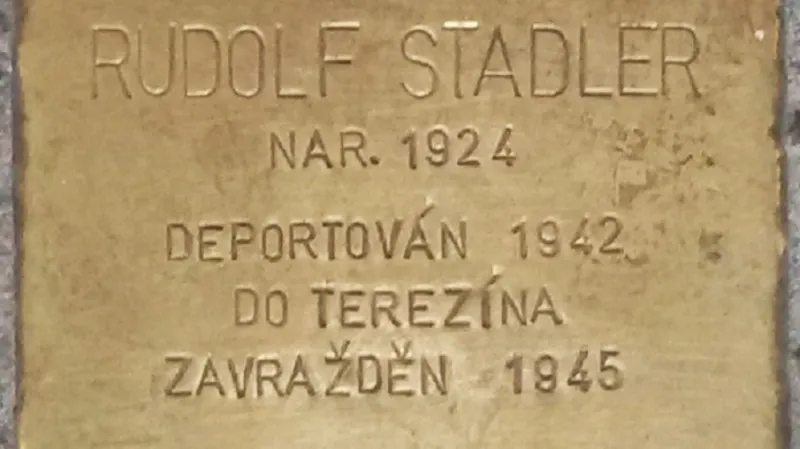 RUDOLF STADLER
NAR. 1924
DEPORTOVÁN 1942
DO TEREZÍNA
ZAVRAŽDĚN 1945